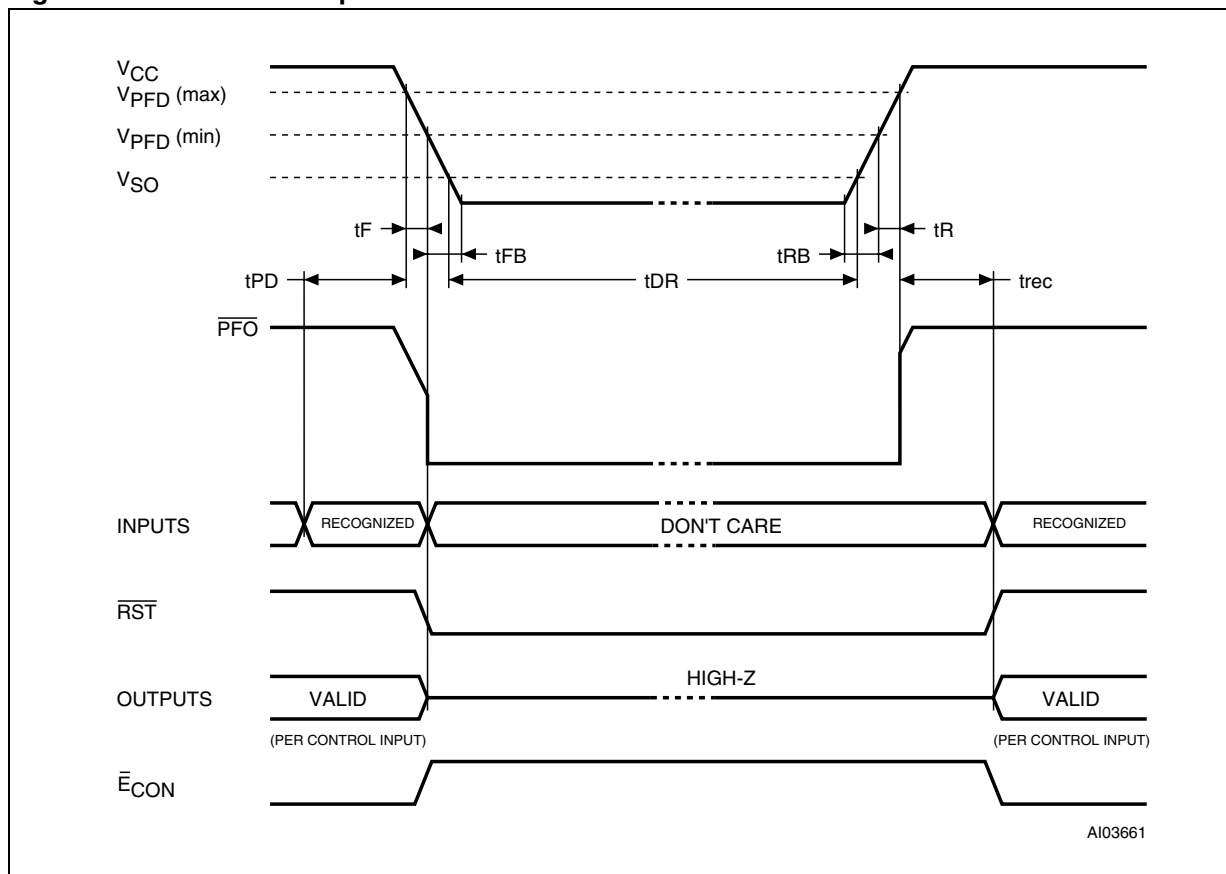 VCC
VPFD (max)
VPFD (min)
VSO
tF
tR
tFB
tRB
tPD
tDR
trec
PFO
INPUTS
RECOGNIZED
DON'T CARE
RECOGNIZED
RST
HIGH-Z
OUTPUTS
VALID
VALID
(PER CONTROL INPUT)
(PER CONTROL INPUT)
ECON
AI03661